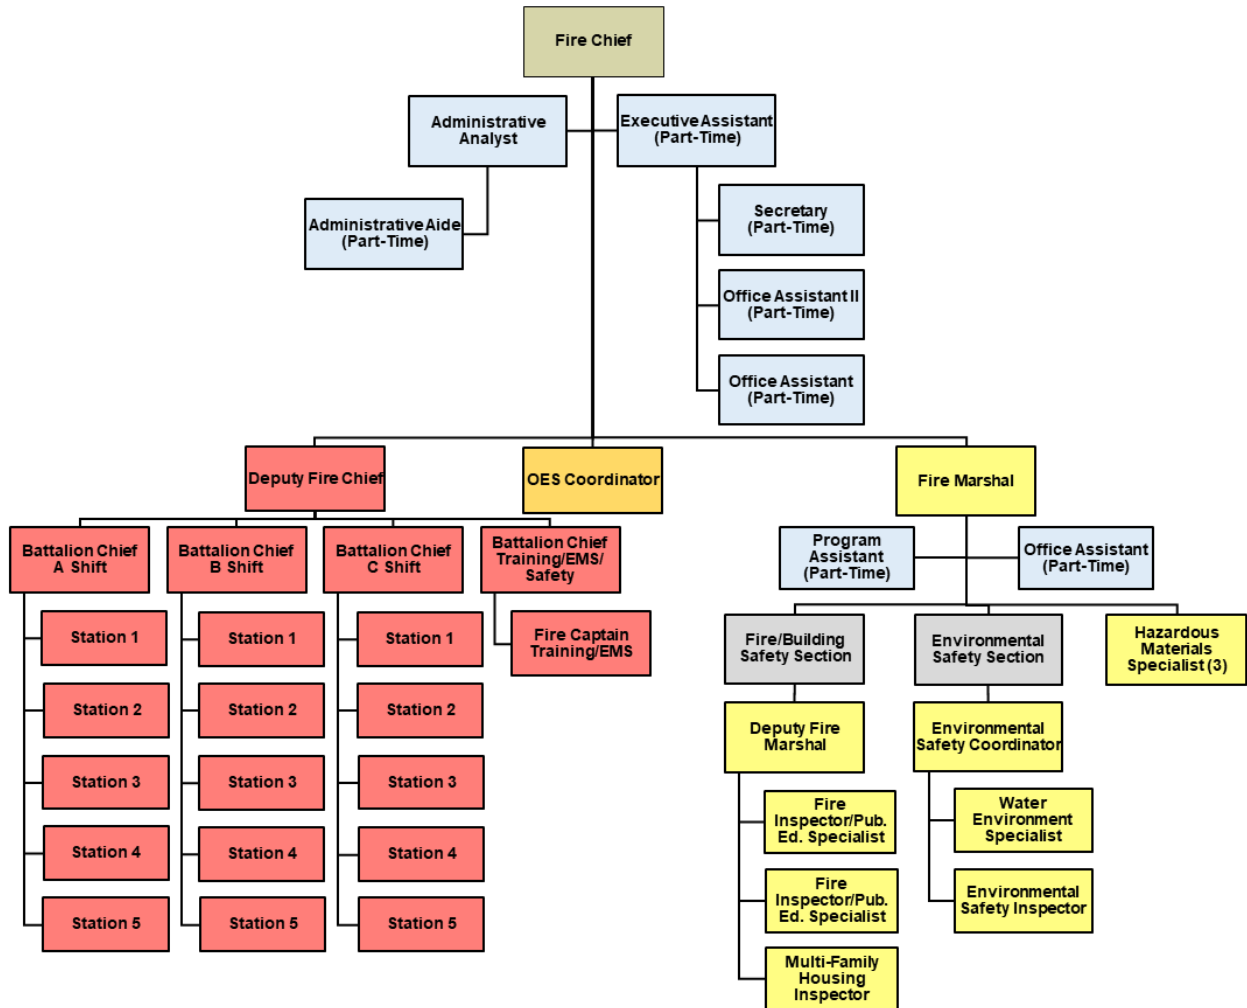 Fire Chief
Administrative
Analyst
Executive Assistant
(Part-Time)
Administrative Aide
(Part-Time)
Secretary
(Part-Time)
Office Assistant II
(Part-Time)
Office Assistant
(Part-Time)
Deputy Fire Chief
OES Coordinator
Fire Marshal
Battalion Chief
A Shift
Battalion Chief
B Shift
Battalion Chief
C Shift
Battalion Chief
Training/EMS/
Safety
Program
Assistant
(Part-Time)
Office Assistant
(Part-Time)
Station 1
Station 2
Station 3
Station 4
Station 5
Station 1
Station 2
Station 3
Station 4
Station 5
Station 1
Station 2
Station 3
Station 4
Station 5
Fire Captain
Training/EMS
Fire/Building
Safety Section
Environmental
Safety Section
Hazardous
Materials
Specialist (3)
Deputy Fire
Marshal
Environmental
Safety Coordinator
Fire
Inspector/Pub.
Ed. Specialist
Fire
Inspector/Pub.
Ed. Specialist
Multi-Family
Housing
Inspector
Water
Environment
Specialist
Environmental
Safety Inspector